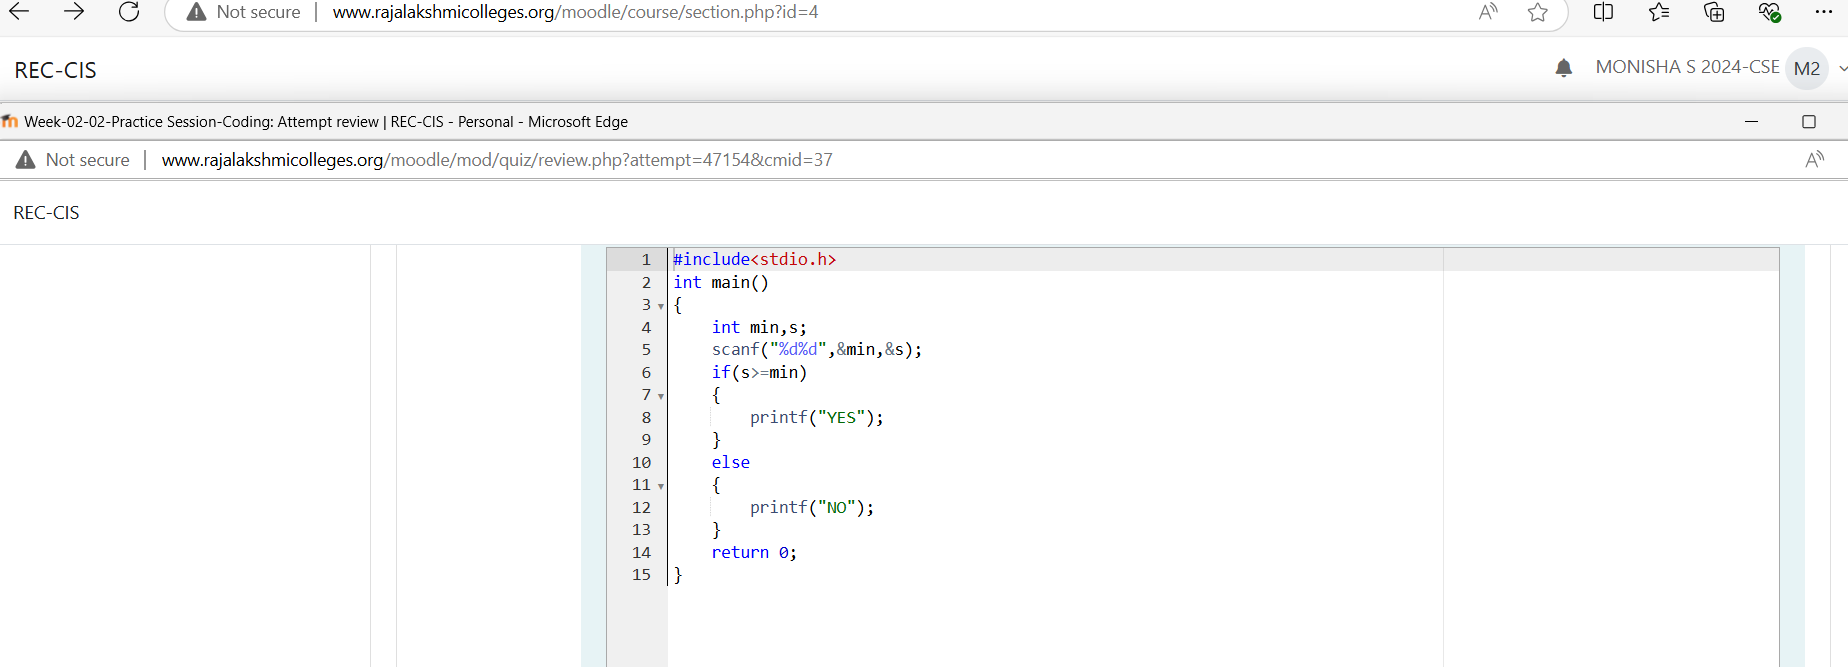 Not secure | www.rajalakshmicolleges.org/moodle/course/section.php?id=4
REC-CIS
MONISHA S 2024-CSE M2
Week-02-02-Practice Session-Coding: Attempt review | REC-CIS - Personal - Microsoft Edge
Not secure | www.rajalakshmicolleges.org/moodle/mod/quiz/review.php?attempt=47154&cmid=37
REC-CIS
1 #include<stdio.h>
2 int main()
3 {
4 int min,s;
5 scanf("%d%d",&min,&s);
6 if(s>=min)
7 {
8 printf("YES");
9 }
10 else
11 {
12 printf("NO");
13 }
14 return 0;
15 }